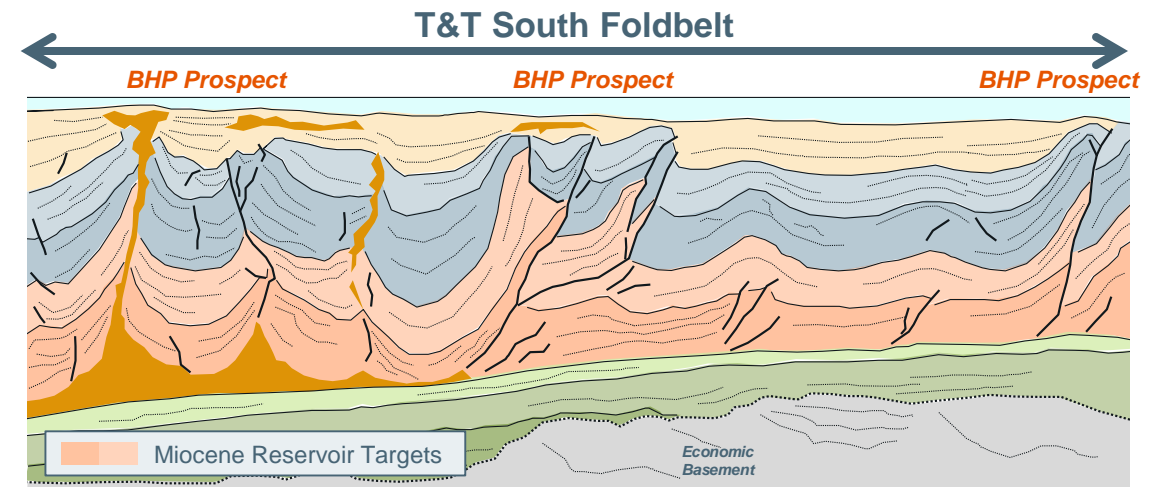 T&T South Foldbelt
BHP Prospect BHP Prospect BHP Prospect
Miocene Reservoir Targets
Economic
Basement